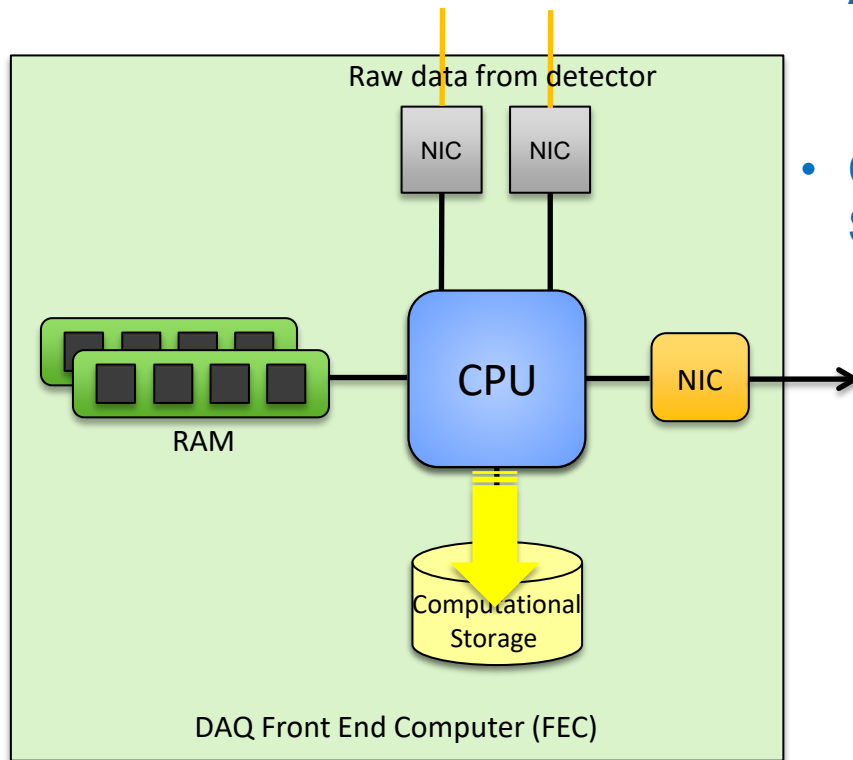 Raw data from detector
NIC
NIC
CPU
NIC
RAM
Computational
Storage
DAQ Front End Computer (FEC)